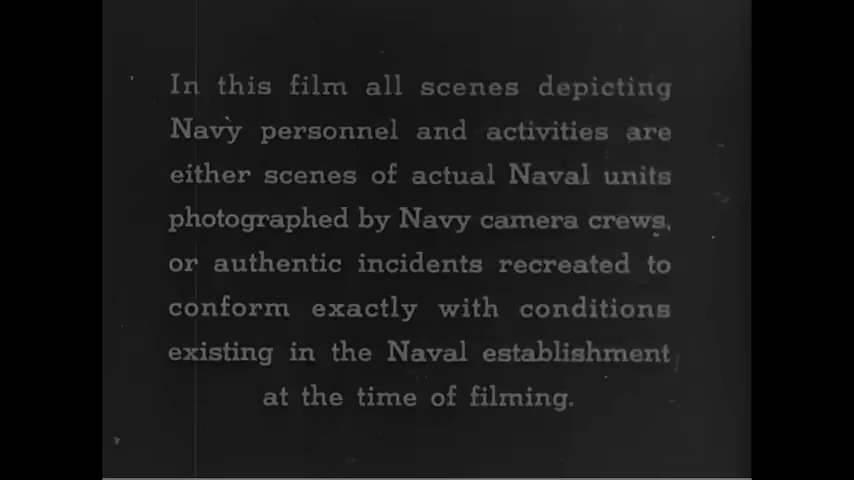 In this film all scenes depicting
Navy personnel and activities are
either scenes of actual Naval units
photographed by Navy camera crews,
or authentic incidents recreated to
conform exactly with conditions
existing in the Naval establishment
at the time of filming.